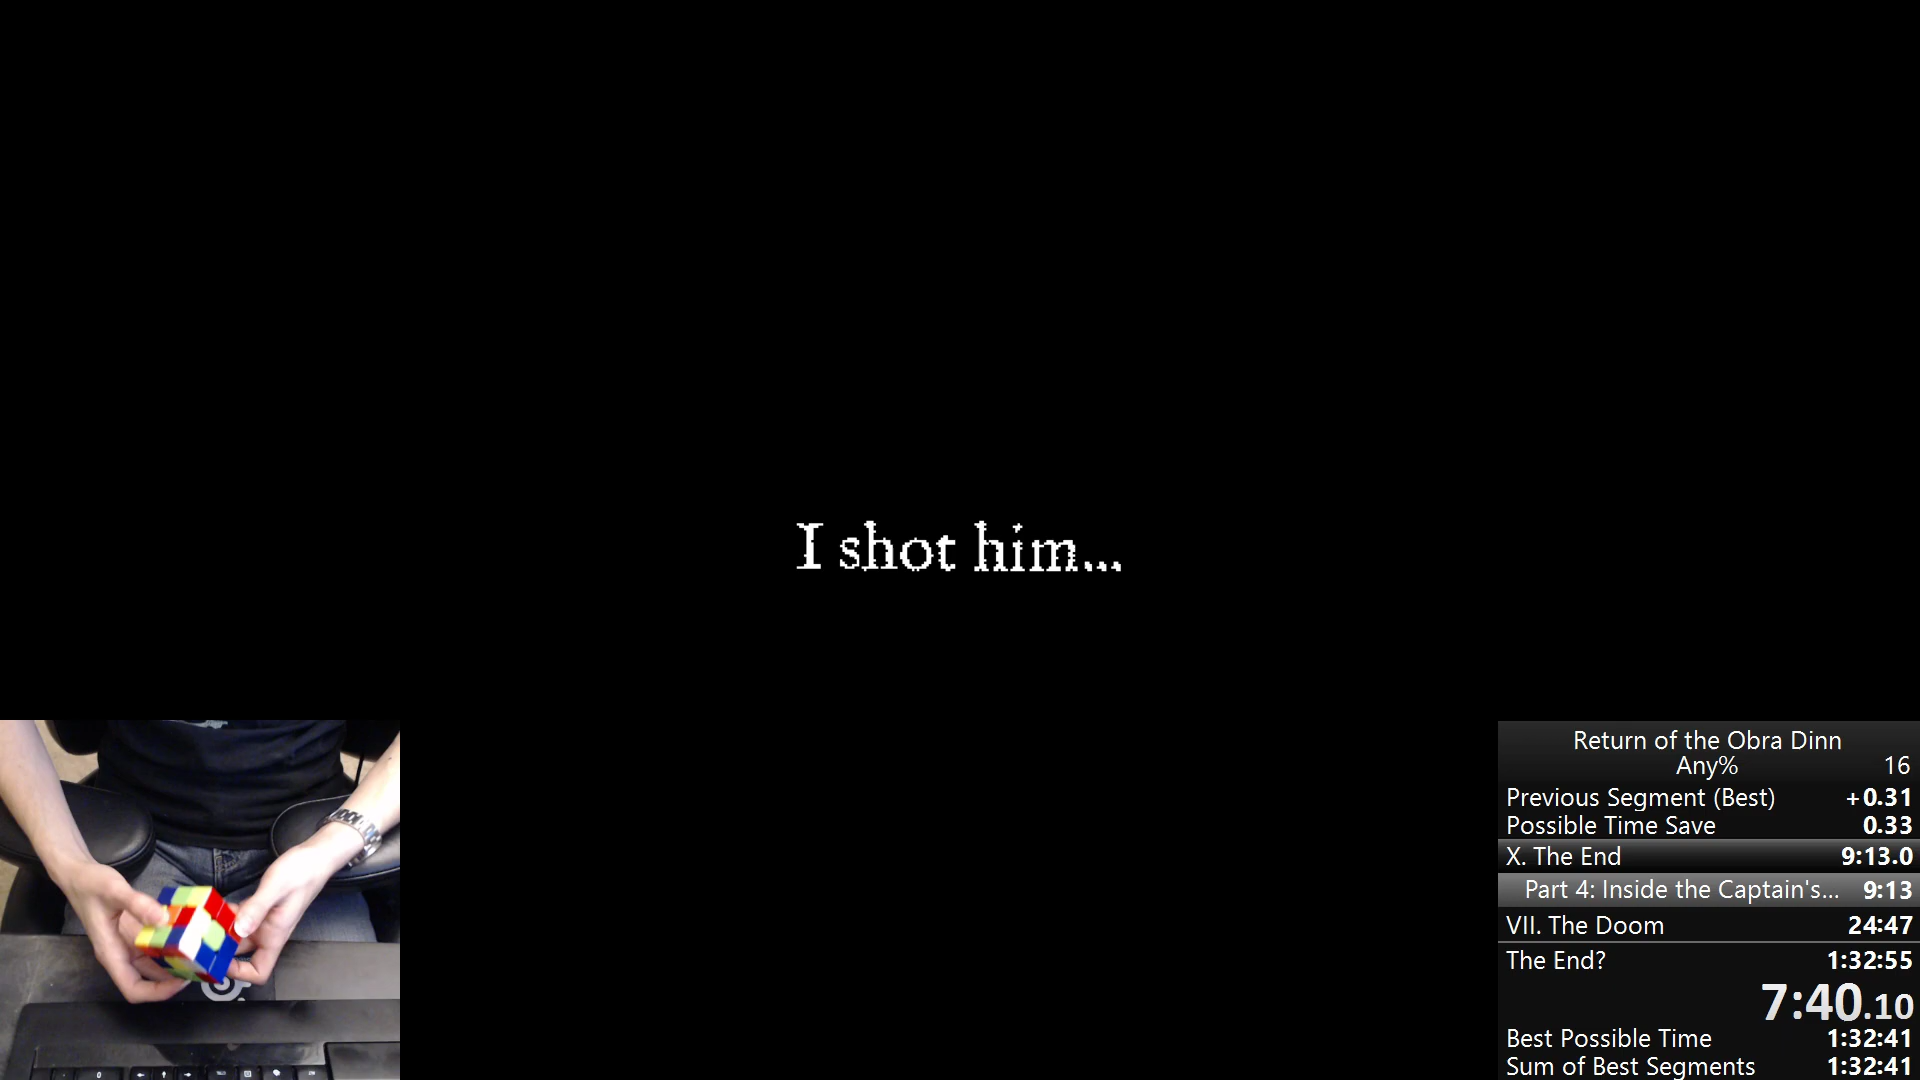 I shot him...
Return of the Obra Dinn
Any% 16
Previous Segment (Best) +0.31
Possible Time Save 0.33
X. The End 9:13.0
Part 4: Inside the Captain's... 9:13
VII. The Doom 24:47
The End? 1:32:55
7:40.10
Best Possible Time 1:32:41
Sum of Best Segments 1:32:41